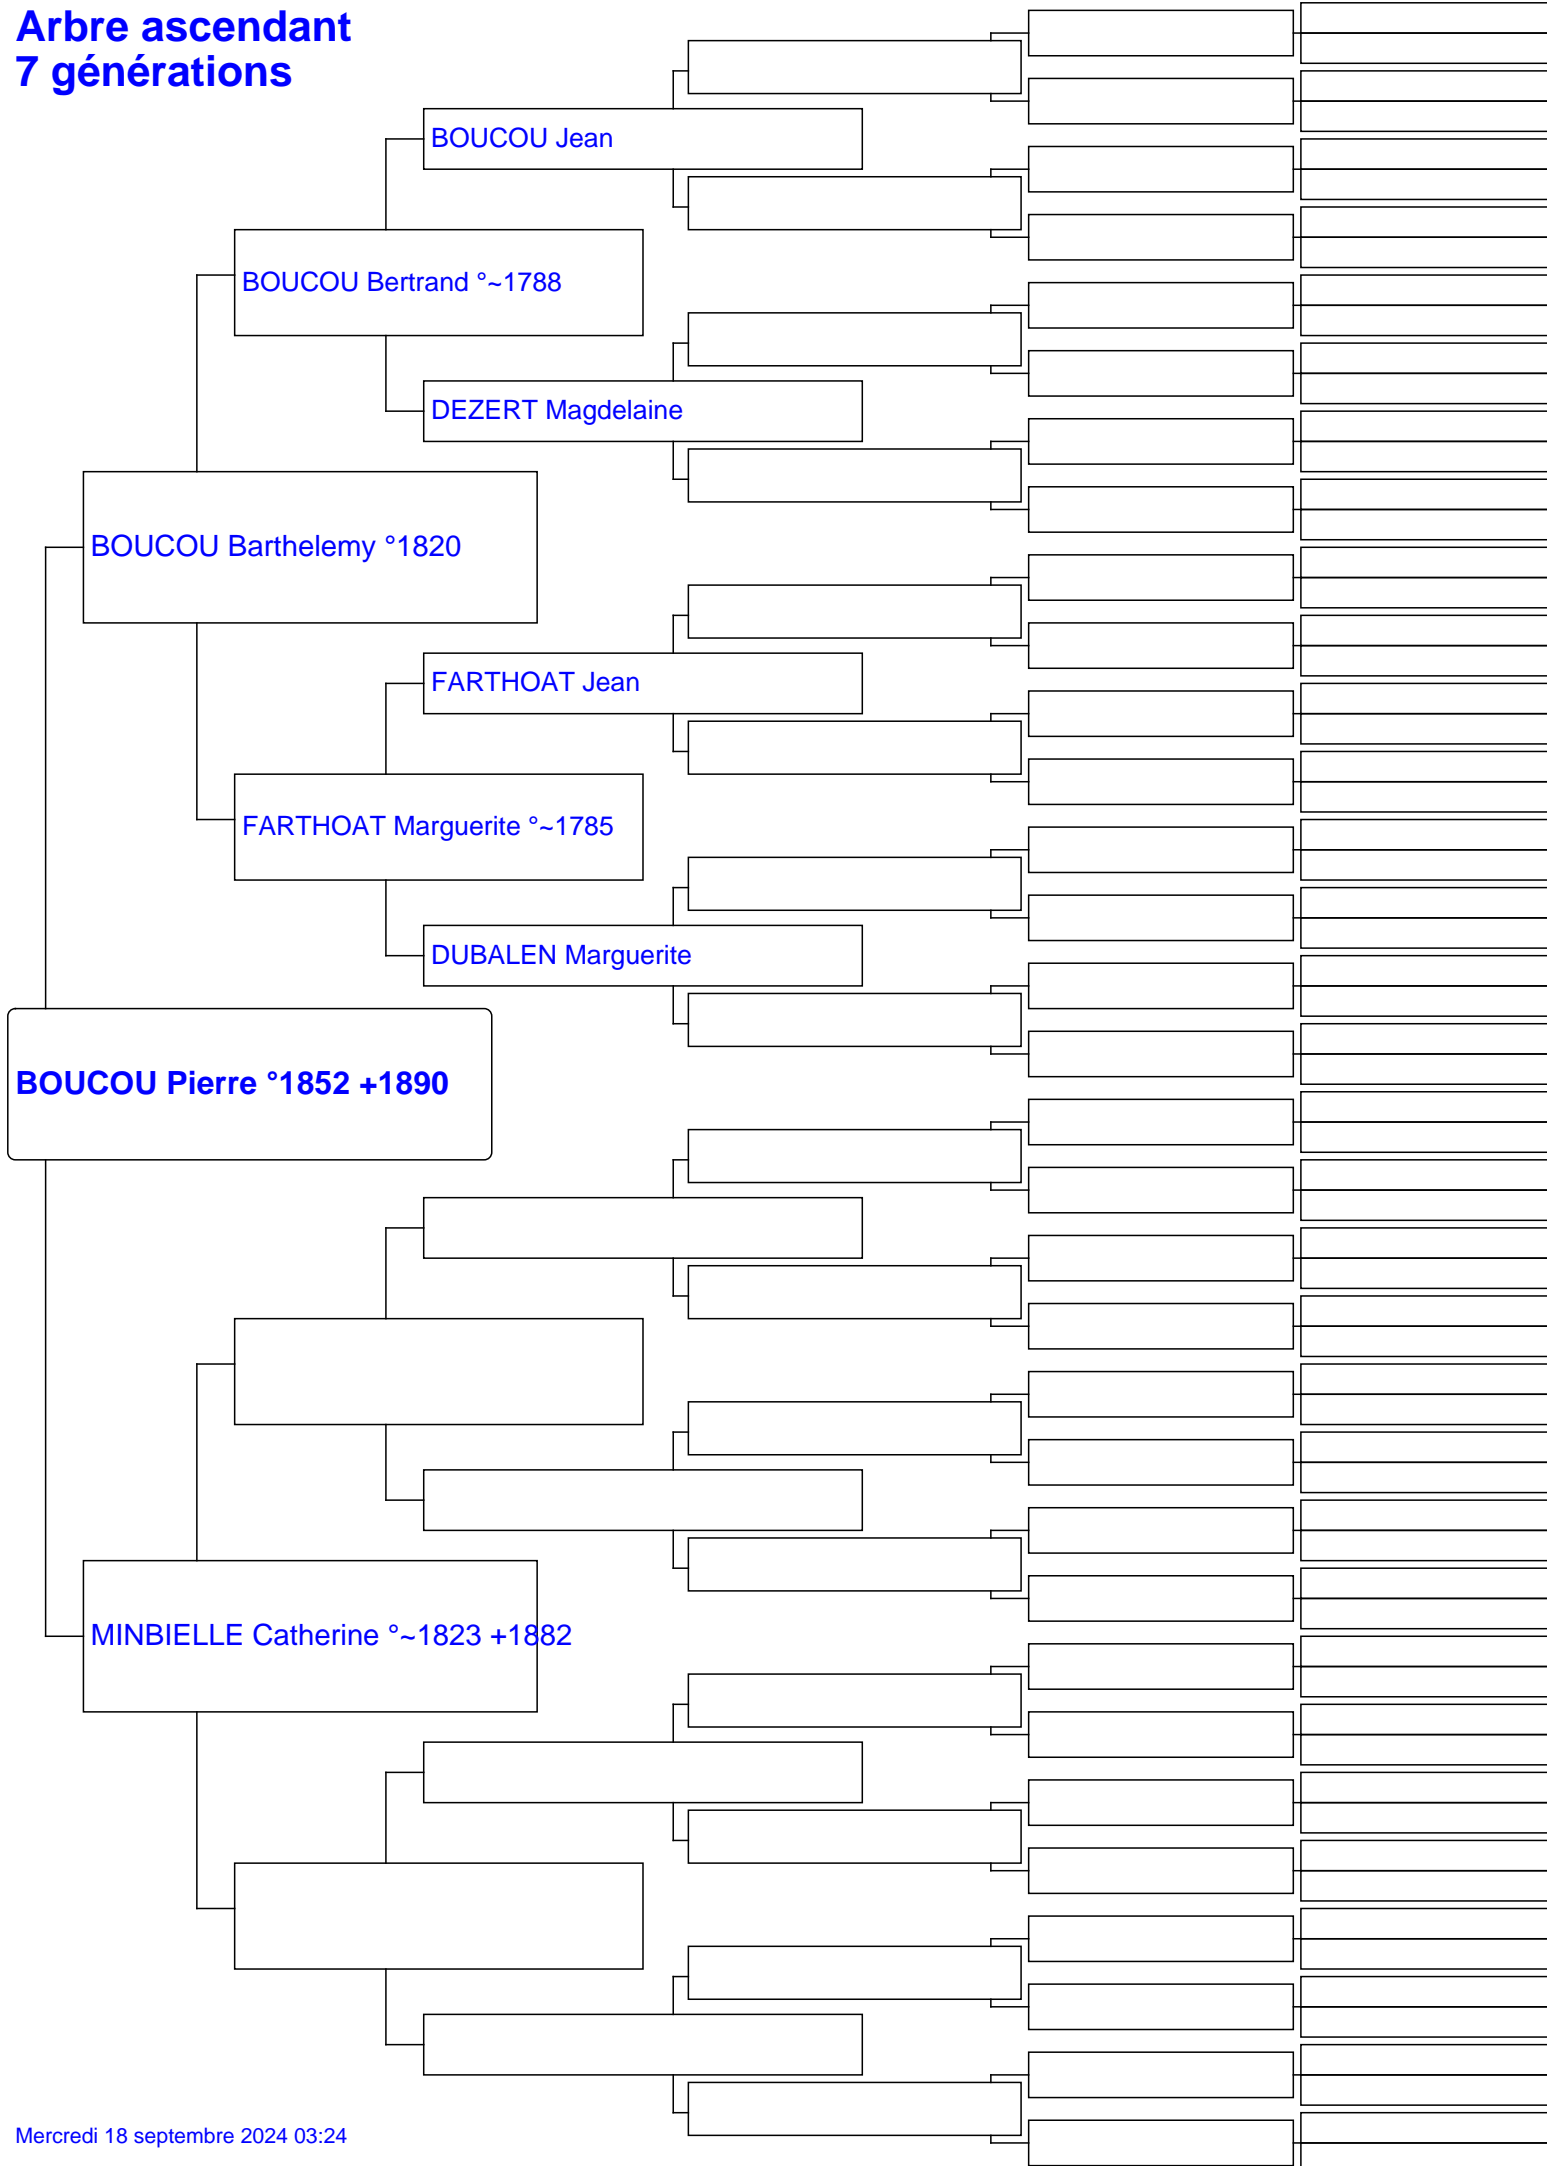 Arbre ascendant
7 générations
BOUCOU Jean
BOUCOU Bertrand °~1788
DEZERT Magdelaine
BOUCOU Barthelemy °1820
FARTHOAT Jean
FARTHOAT Marguerite °~1785
DUBALEN Marguerite
BOUCOU Pierre °1852 +1890
MINBIELLE Catherine °~1823 +1882
Mercredi 18 septembre 2024 03:24